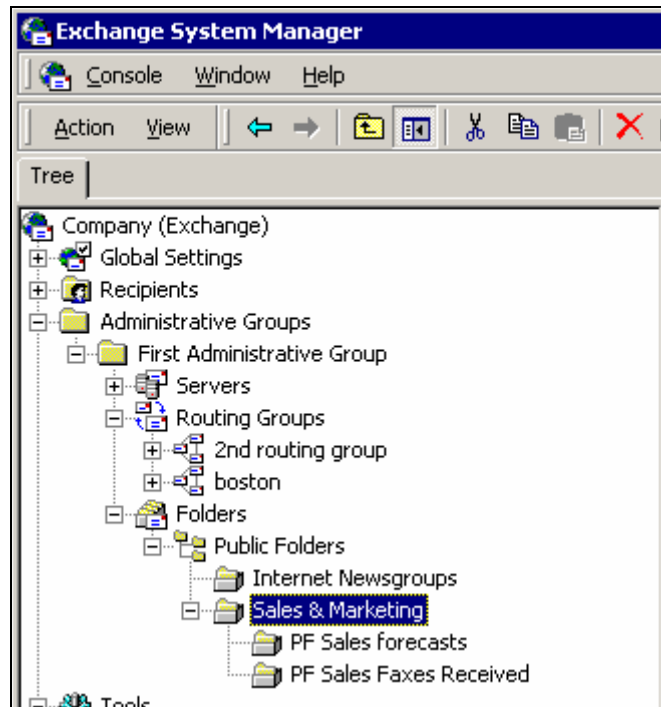 Exchange System Manager
Console Window Help
Action View
Tree
Company (Exchange)
Global Settings
Recipients
Administrative Groups
First Administrative Group
Servers
Routing Groups
2nd routing group
boston
Folders
Public Folders
Internet Newsgroups
Sales & Marketing
PF Sales forecasts
PF Sales Faxes Received
Tools